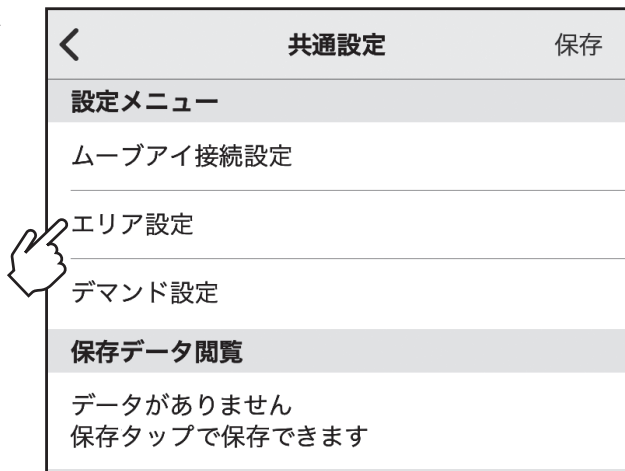 共通設定 保存
設定メニュー
ムーブアイ接続設定
エリア設定
デマンド設定
保存データ閲覧
データがありません
保存タップで保存できます